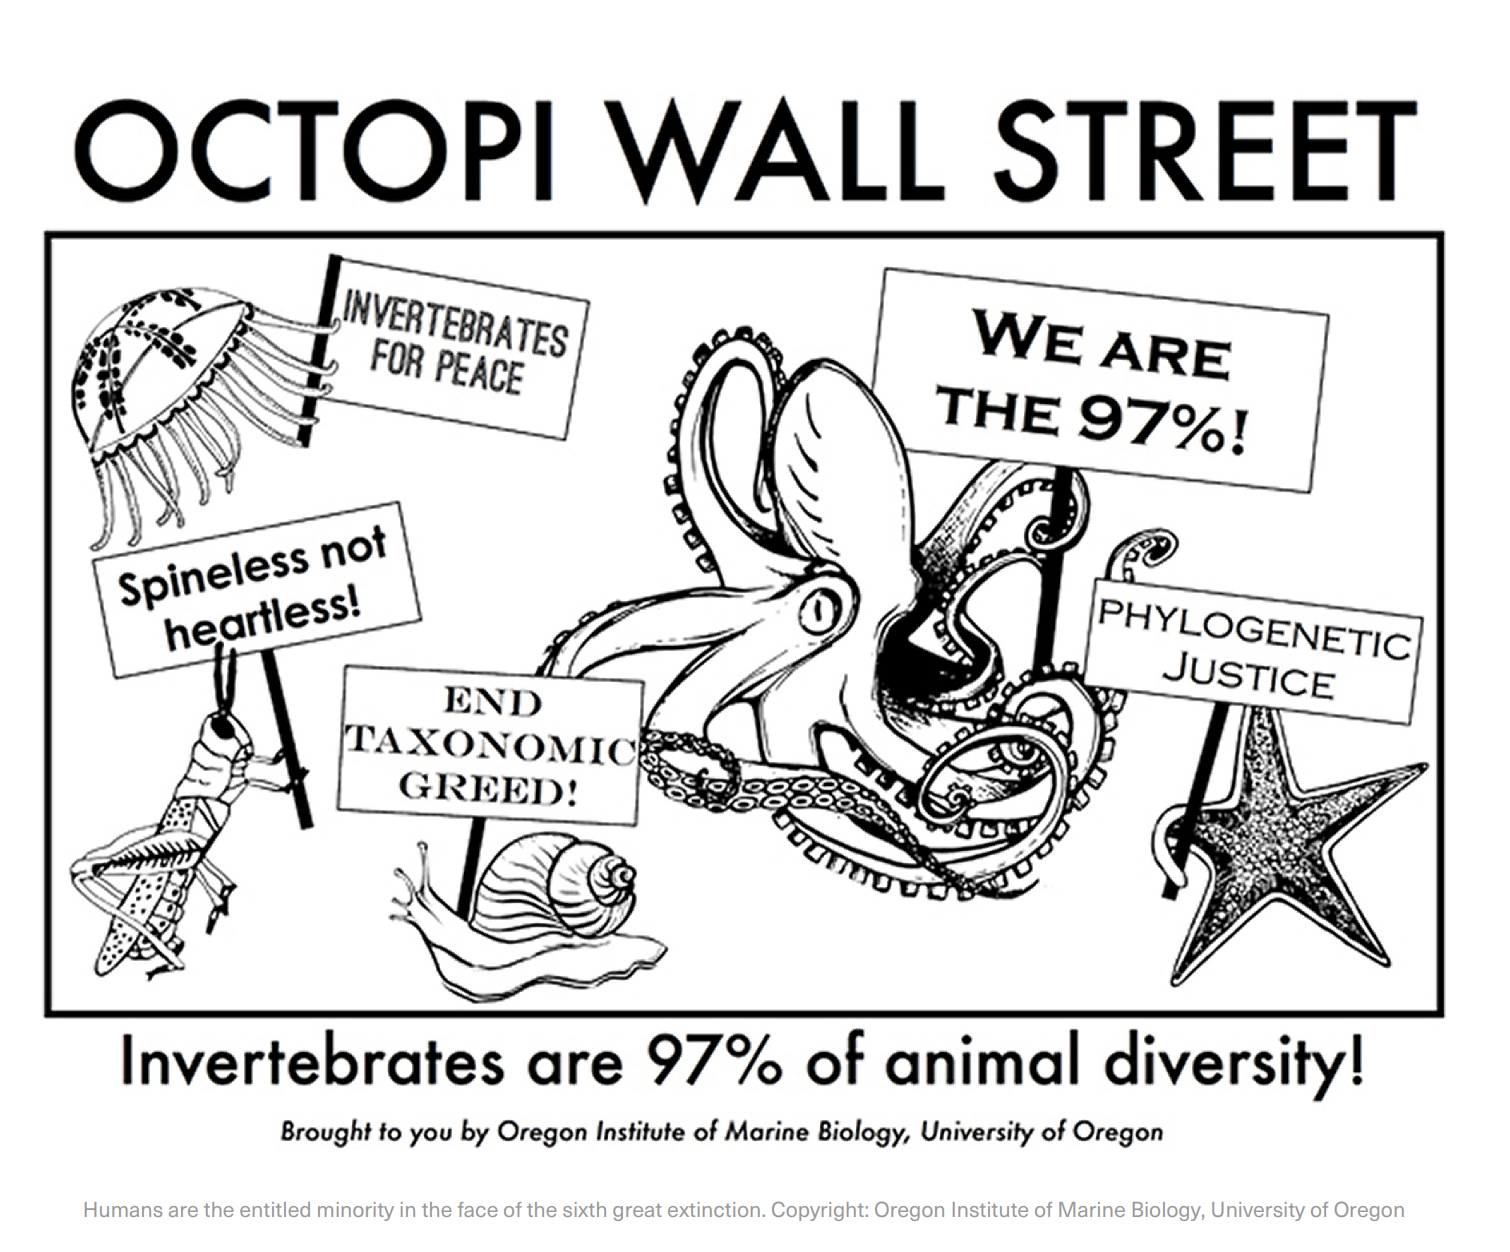 OCTOPI WALL STREET
INVERTEBRATES
FOR PEACE
WE ARE
THE 97%!
Spineless not
heartless!
PHYLOGENETIC
JUSTICE
END
TAXONOMIC
GREED!
Invertebrates are 97% of animal diversity!
Brought to you by Oregon Institute of Marine Biology, University of Oregon
Humans are the entitled minority in the face of the sixth great extinction. Copyright: Oregon Institute of Marine Biology, University of Oregon